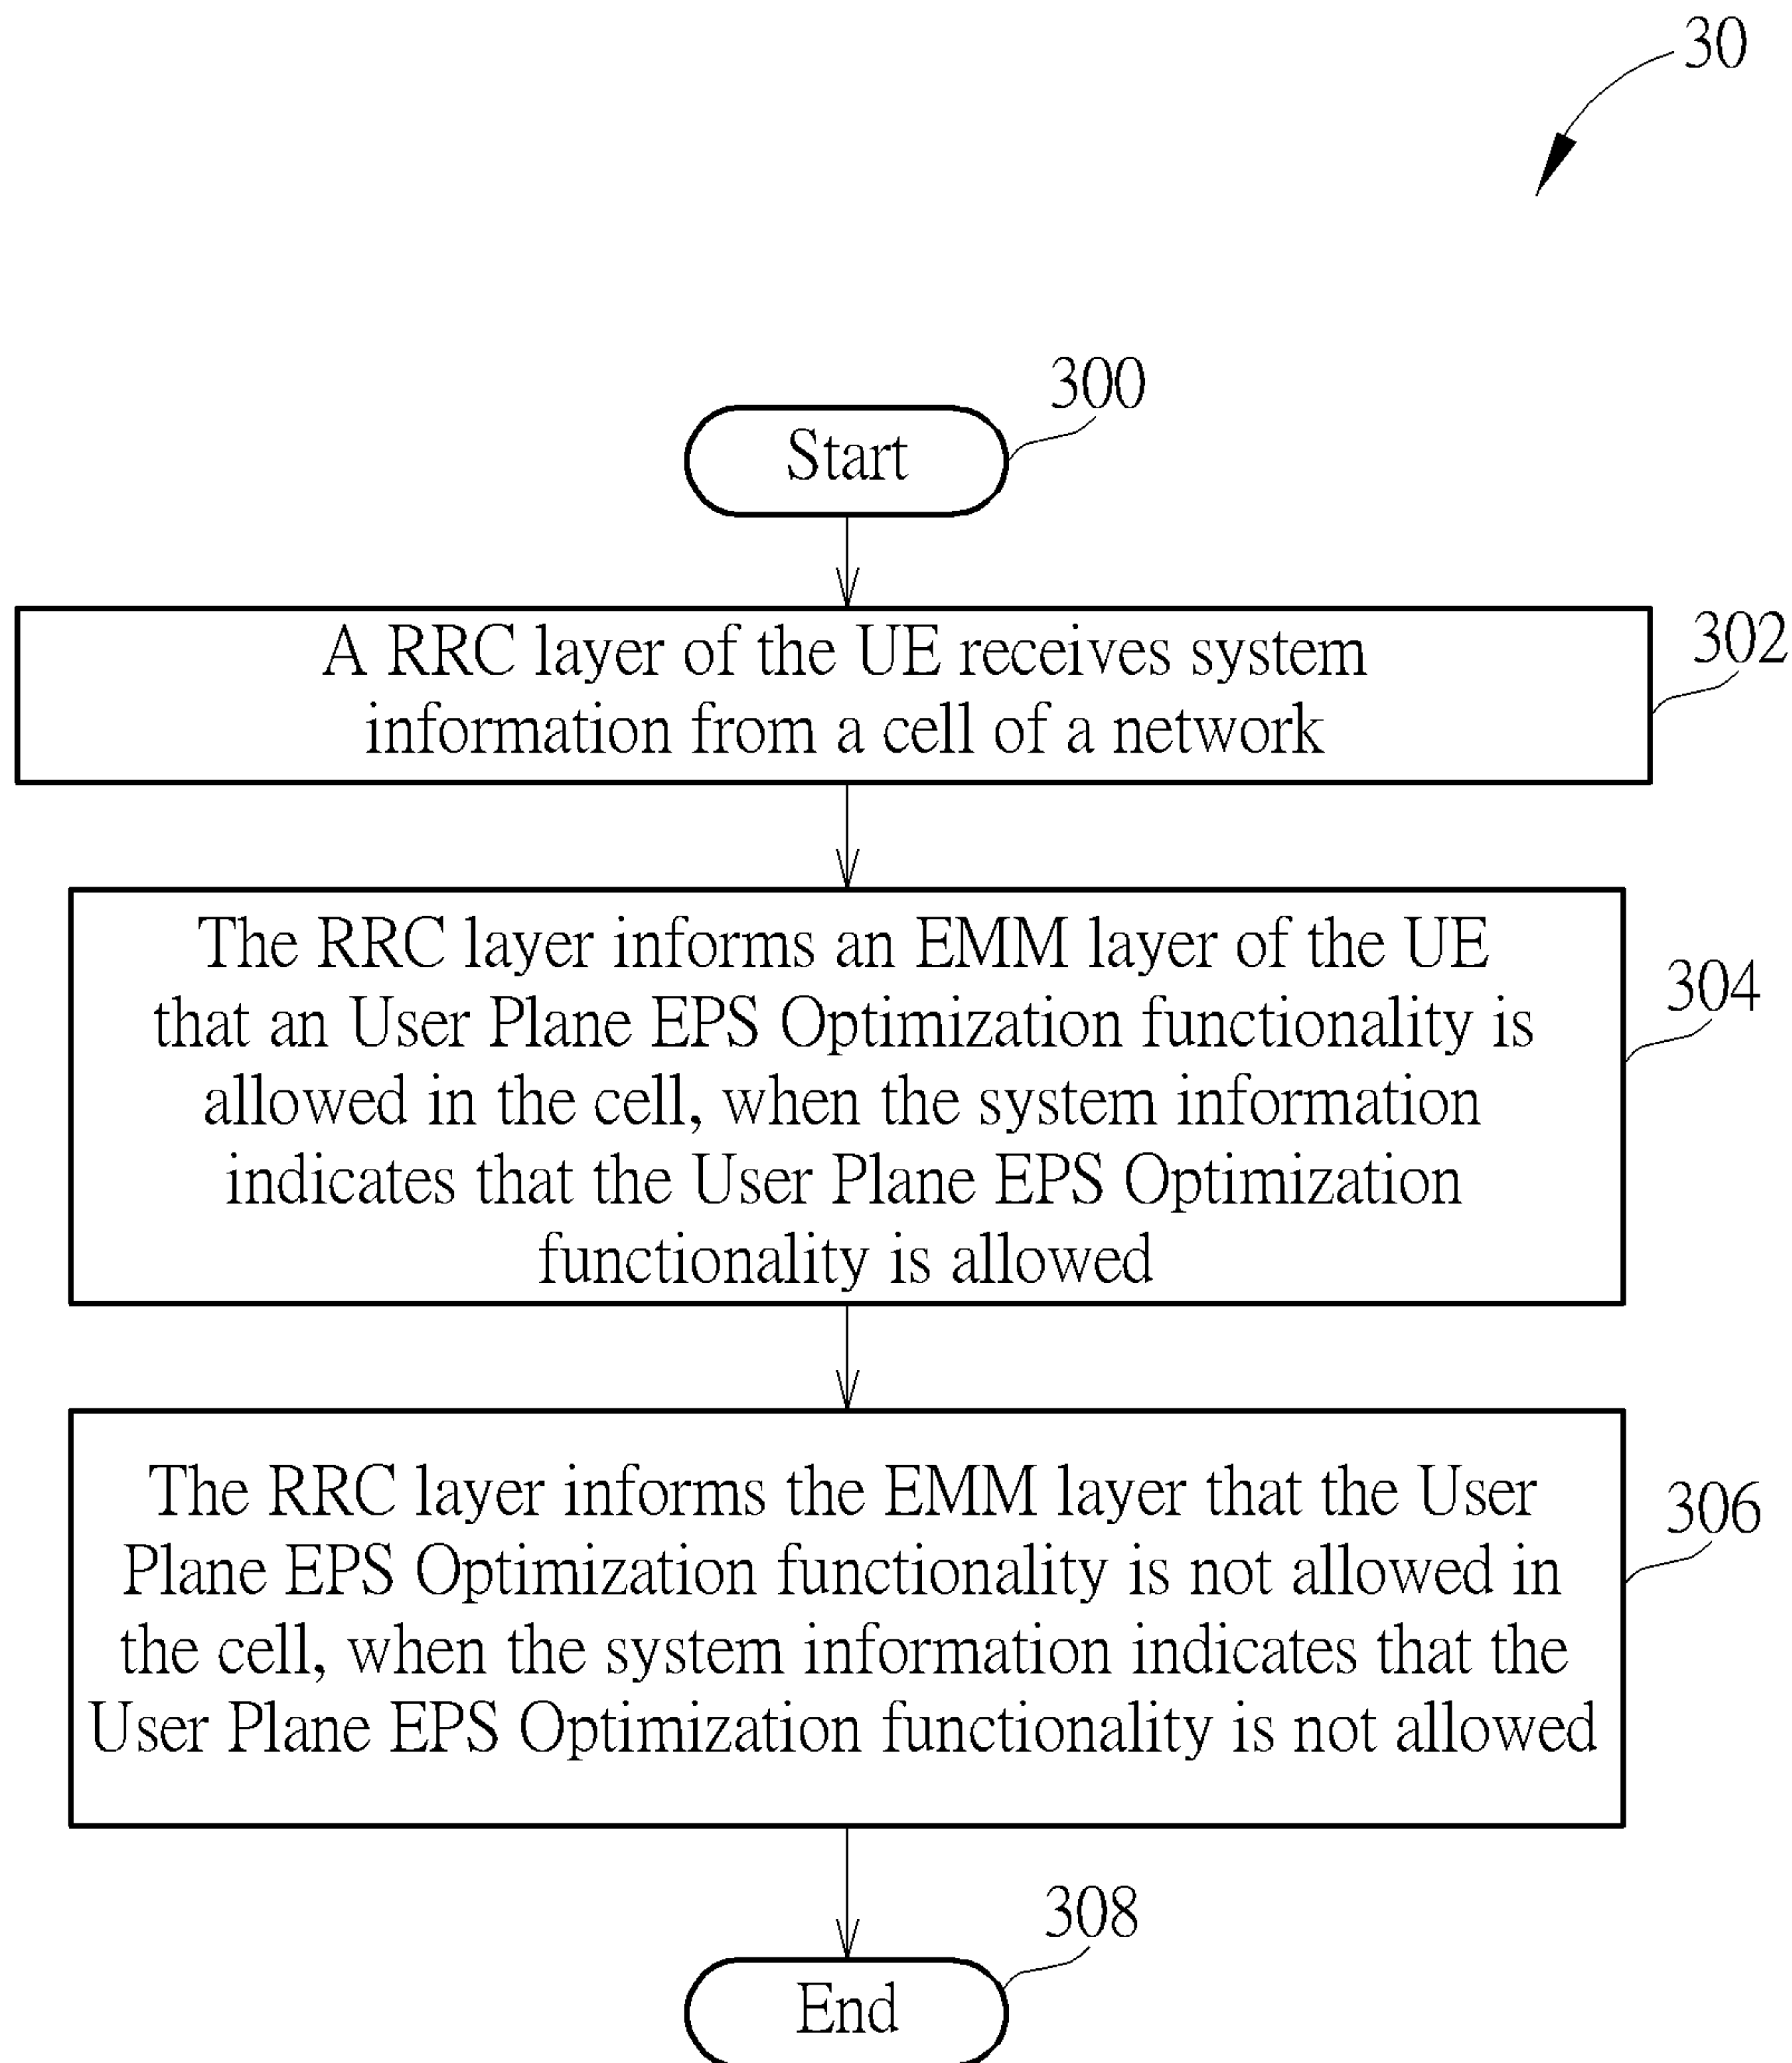 30
300
Start
302
A RRC layer of the UE receives system
information from a cell of a network
304
The RRC layer informs an EMM layer of the UE
that an User Plane EPS Optimization functionality is
allowed in the cell, when the system information
indicates that the User Plane EPS Optimization
functionality is allowed
306
The RRC layer informs the EMM layer that the User
Plane EPS Optimization functionality is not allowed in
the cell, when the system information indicates that the
User Plane EPS Optimization functionality is not allowed
308
End